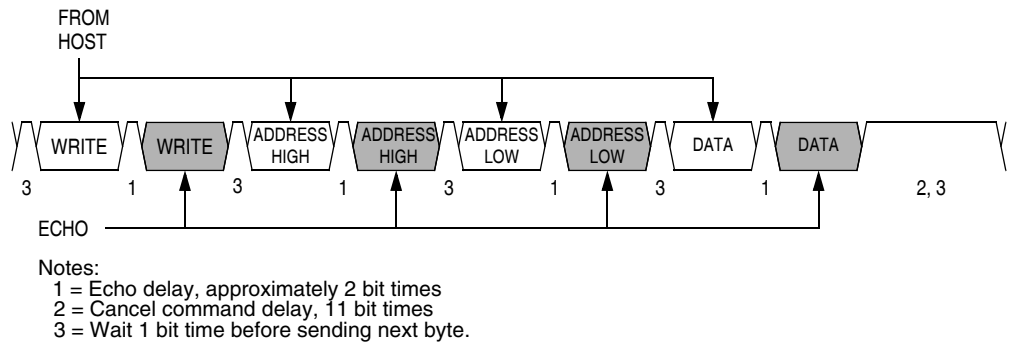 FROM
HOST
WRITE WRITE ADDRESS HIGH ADDRESS HIGH ADDRESS LOW ADDRESS LOW DATA DATA
3 1 3 1 3 1 3 1 2, 3
ECHO
Notes:
1 = Echo delay, approximately 2 bit times
2 = Cancel command delay, 11 bit times
3 = Wait 1 bit time before sending next byte.